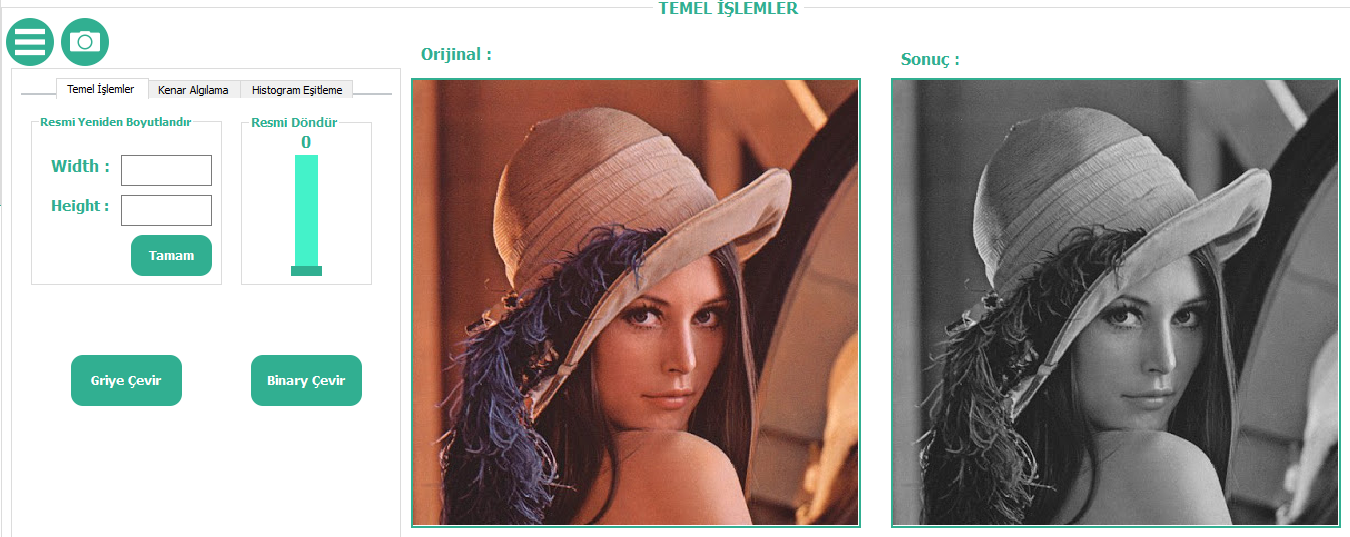 TEMEL İŞLEMLER
Orijinal :
Sonuç :
Temel İşlemler
Kenar Algılama
Histogram Eşitleme
Resmi Yeniden Boyutlandır
Resmi Döndür
0
Width :
Height :
Tamam
Griye Çevir
Binary Çevir